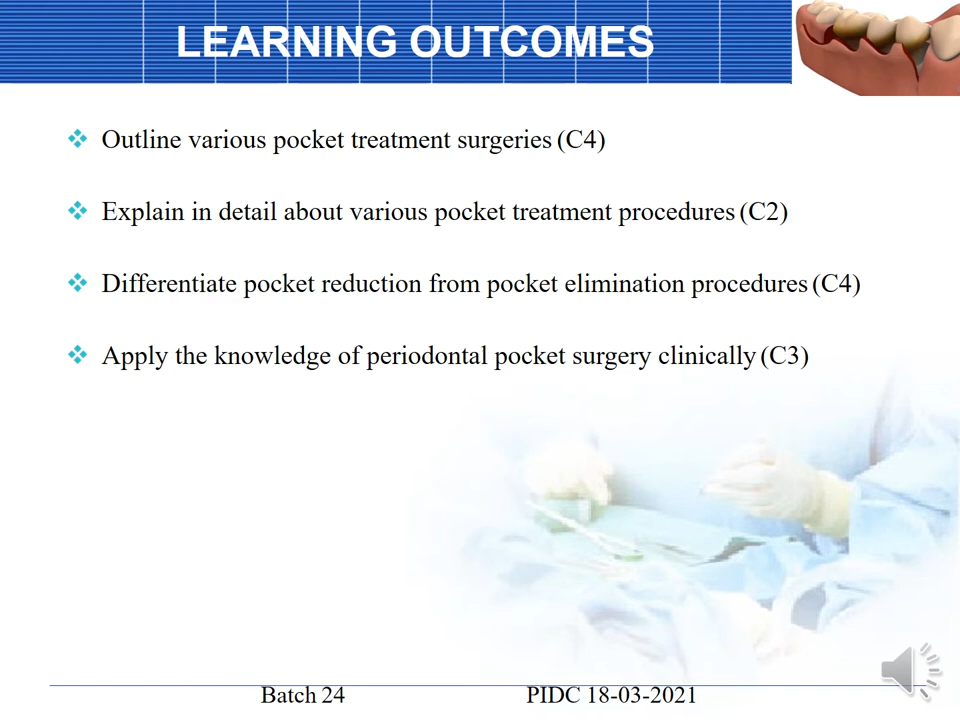 LEARNING OUTCOMES
Outline various pocket treatment surgeries (C4)
Explain in detail about various pocket treatment procedures (C2)
Differentiate pocket reduction from pocket elimination procedures (C4)
Apply the knowledge of periodontal pocket surgery clinically (C3)
Batch 24 PIDC 18-03-2021